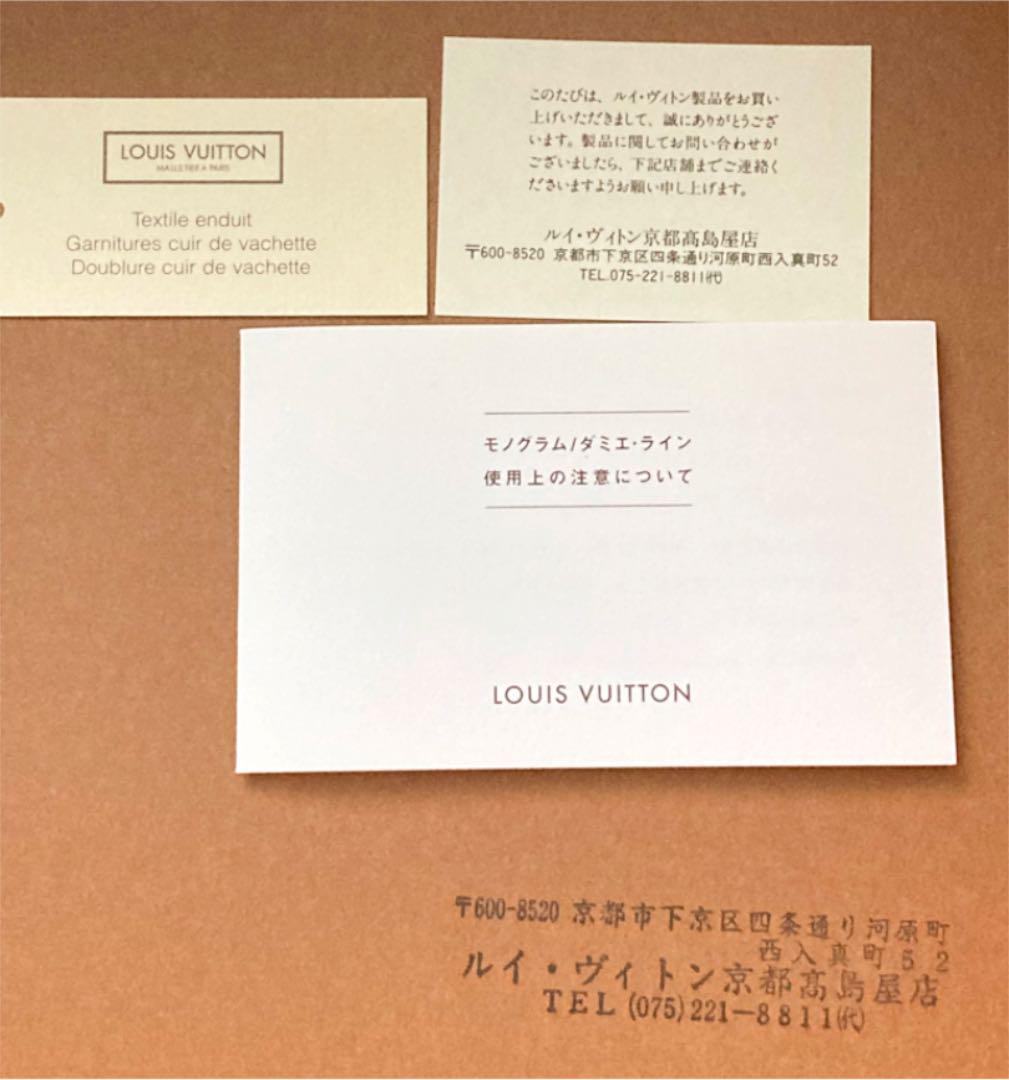 LOUIS VUITTON
MALLETIER A PARIS
Textile enduit
Garnitures cuir de vachette
Doublure cuir de vachette
このたびは、ルイ・ヴィトン製品をお買い
上げいただきまして、誠にありがとうござ
います。製品に関してお問い合わせが
ございましたら、下記店舗までご連絡く
ださいますようお願い申し上げます。
ルイ・ヴィトン京都髙島屋店
〒600-8520 京都市下京区四条通り河原町西入真町52
TEL.075-221-8811㈹
モノグラム/ダミエ・ライン
使用上の注意について
LOUIS VUITTON
〒600-8520 京都市下京区四条通り河原町
西入真町52
ルイ・ヴィトン京都髙島屋店
TEL (075) 221－8811㈹